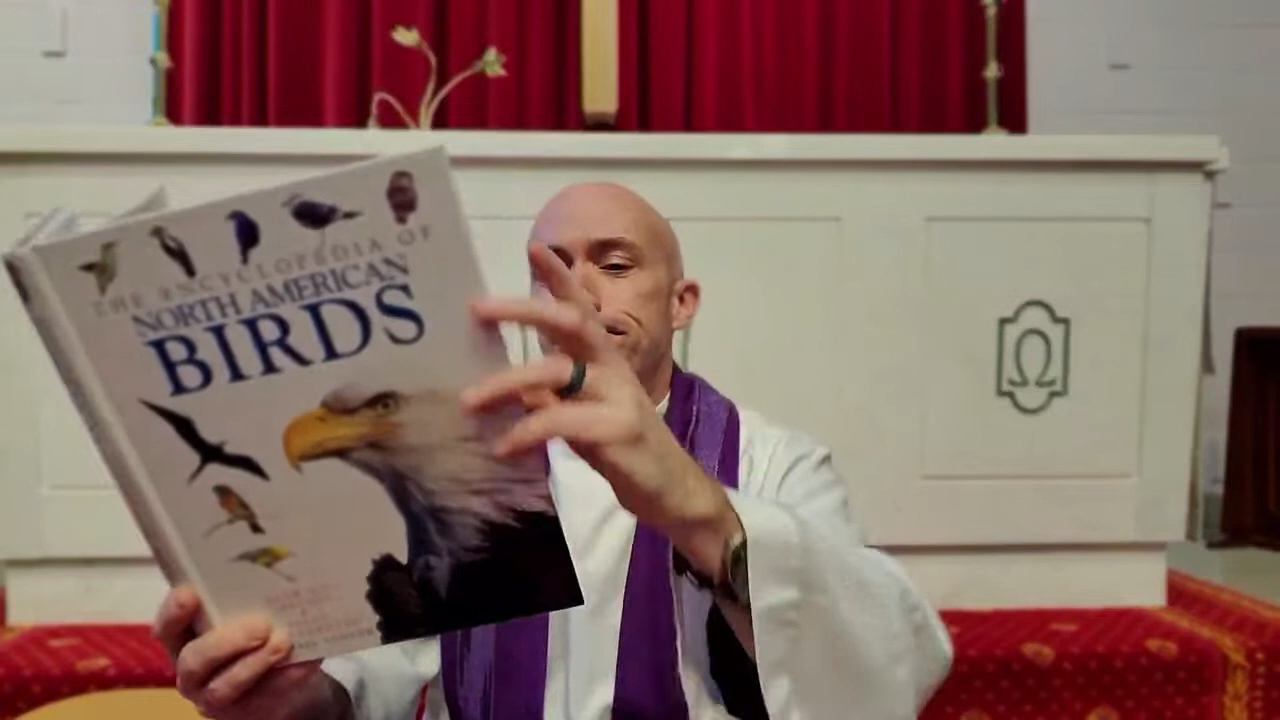 THE ENCYCLOPEDIA OF
NORTH AMERICAN
BIRDS
Ω